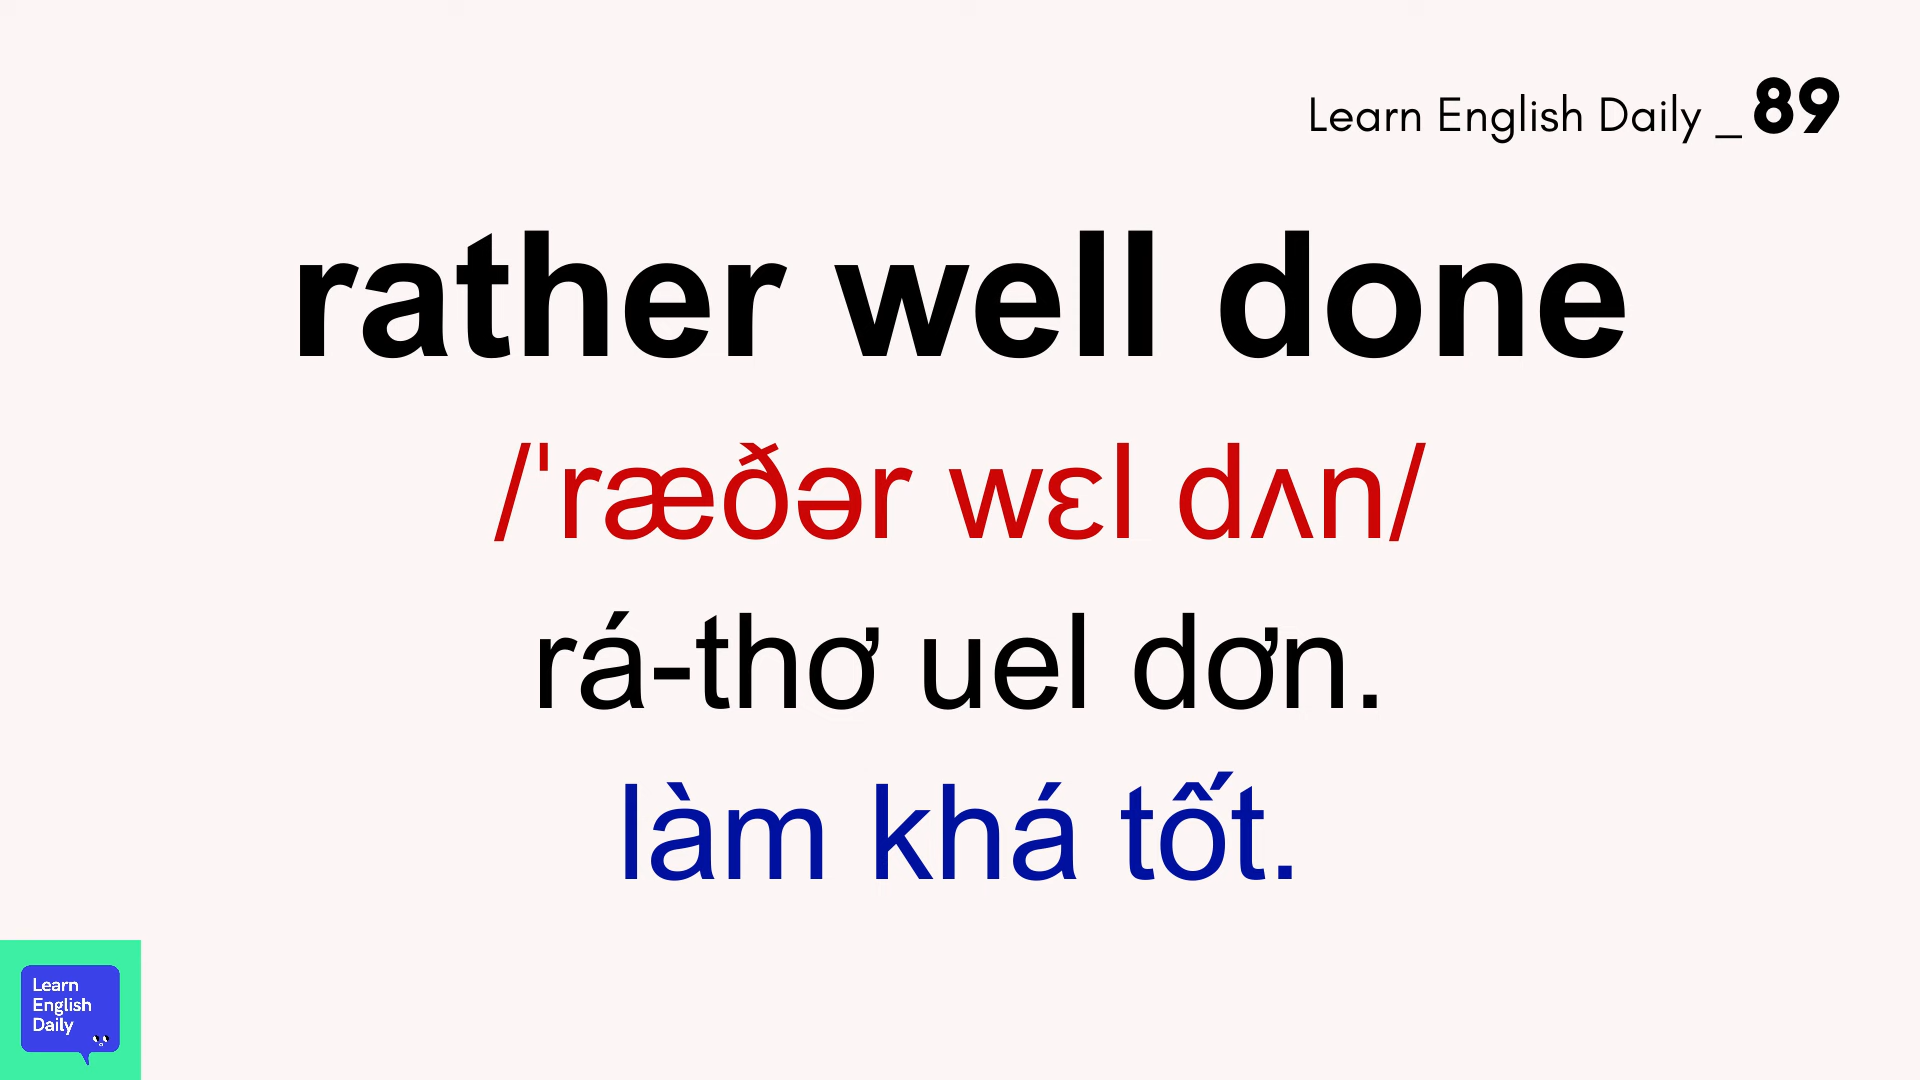 Learn English Daily _ 89
rather well done
/ˈræðər wɛl dʌn/
rá-thơ uel dơn.
làm khá tốt.
Learn
English
Daily